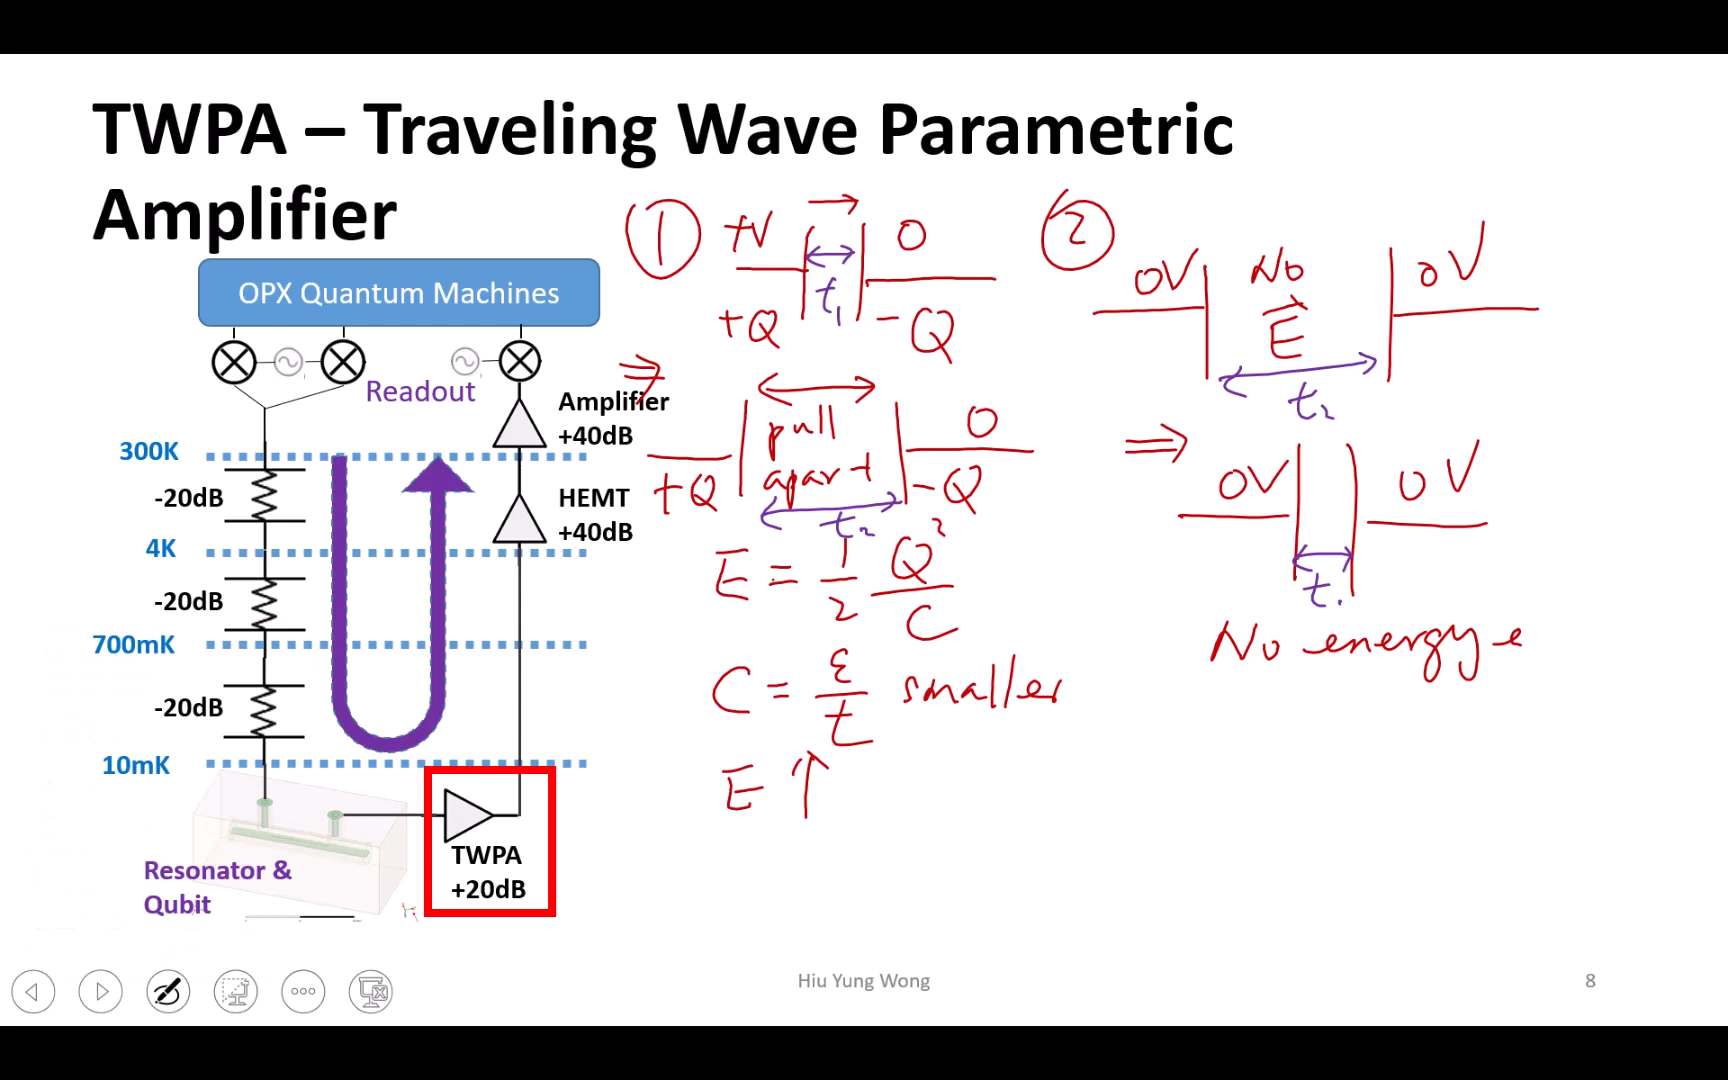 TWPA – Traveling Wave Parametric
Amplifier
OPX Quantum Machines
Readout
Amplifier
+40dB
300K
-20dB
HEMT
+40dB
4K
-20dB
700mK
-20dB
10mK
TWPA
+20dB
Resonator &
Qubit
1
+V
0
t₁
+Q
-Q
⇒
pull
apart
0
+Q
-Q
t₂
E = 1/2 Q²/C
C = ε/t smaller
E ↑
2
0V
No
0V
E⃗
t₂
⇒
0V
0V
t₁
No energy e
Hiu Yung Wong
8